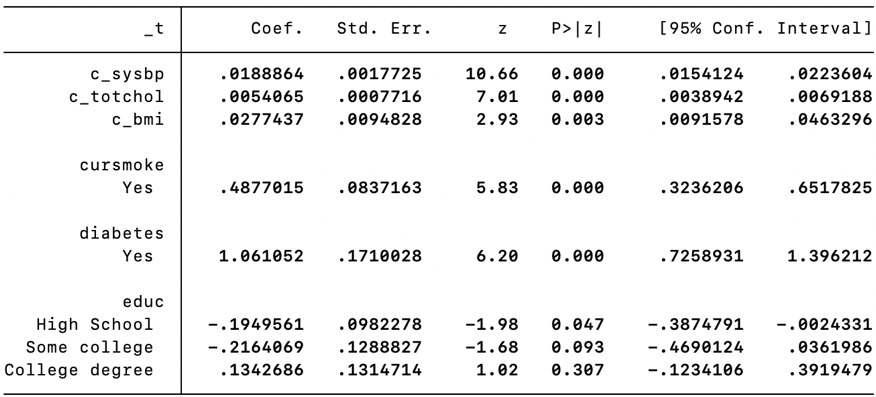 _t Coef. Std. Err. z P>|z| [95% Conf. Interval]
c_sysbp .0188864 .0017725 10.66 0.000 .0154124 .0223604
c_totchol .0054065 .0007716 7.01 0.000 .0038942 .0069188
c_bmi .0277437 .0094828 2.93 0.003 .0091578 .0463296
cursmoke
Yes .4877015 .0837163 5.83 0.000 .3236206 .6517825
diabetes
Yes 1.061052 .1710028 6.20 0.000 .7258931 1.396212
educ
High School -.1949561 .0982278 -1.98 0.047 -.3874791 -.0024331
Some college -.2164069 .1288827 -1.68 0.093 -.4690124 .0361986
College degree .1342686 .1314714 1.02 0.307 -.1234106 .3919479